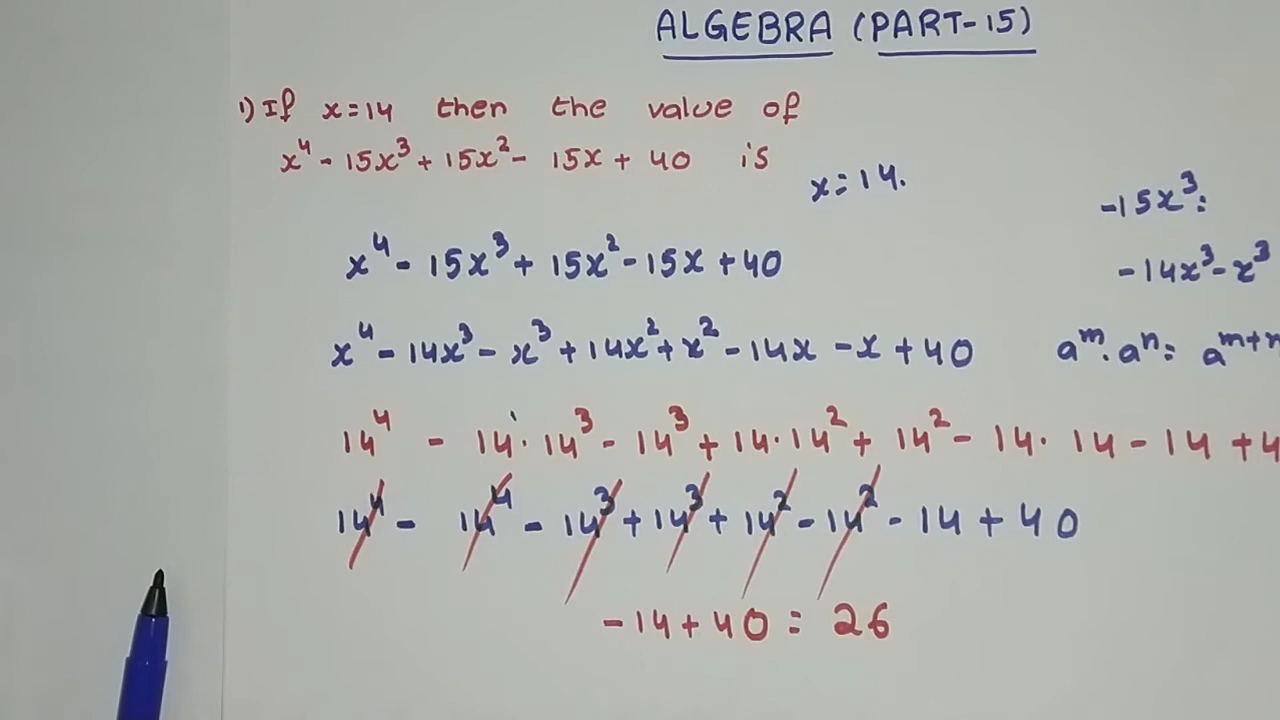 ALGEBRA (PART-15)
1) If x=14 then the value of
x⁴ - 15x³ + 15x² - 15x + 40 is
x=14.
-15x³=
x⁴ - 15x³ + 15x² - 15x + 40
-14x³-x³
x⁴ - 14x³ - x³ + 14x² + x² - 14x - x + 40
aᵐ.aⁿ= aᵐ⁺ⁿ
14⁴ - 14.14³ - 14³ + 14.14² + 14² - 14.14 - 14 + 4
14⁴ - 14⁴ - 14³ + 14³ + 14² - 14² - 14 + 40
-14+40 = 26